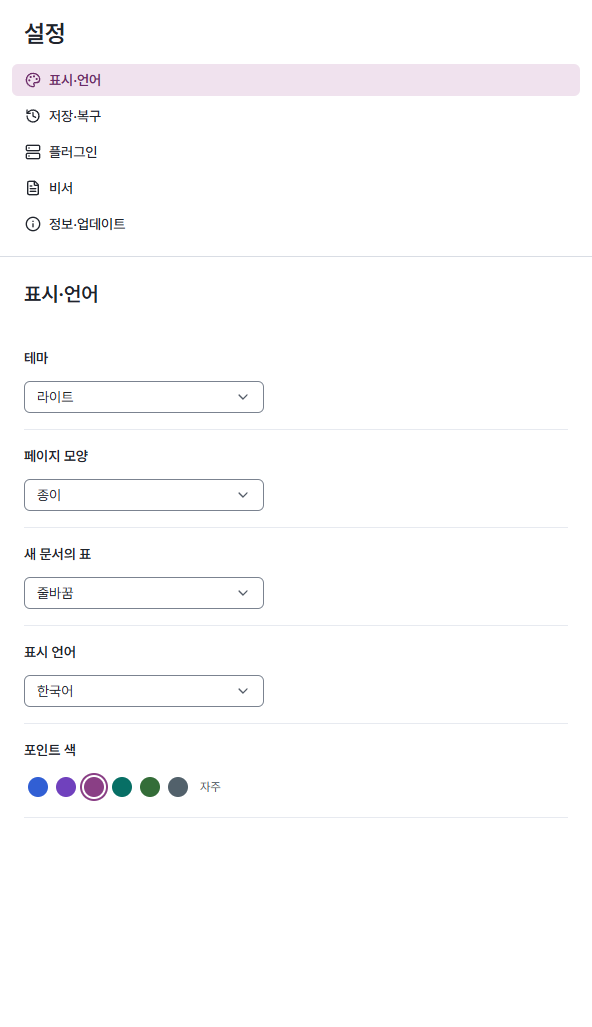 설정
표시·언어
저장·복구
플러그인
비서
정보·업데이트
표시·언어
테마
라이트
페이지 모양
종이
새 문서의 표
줄바꿈
표시 언어
한국어
포인트 색
자주